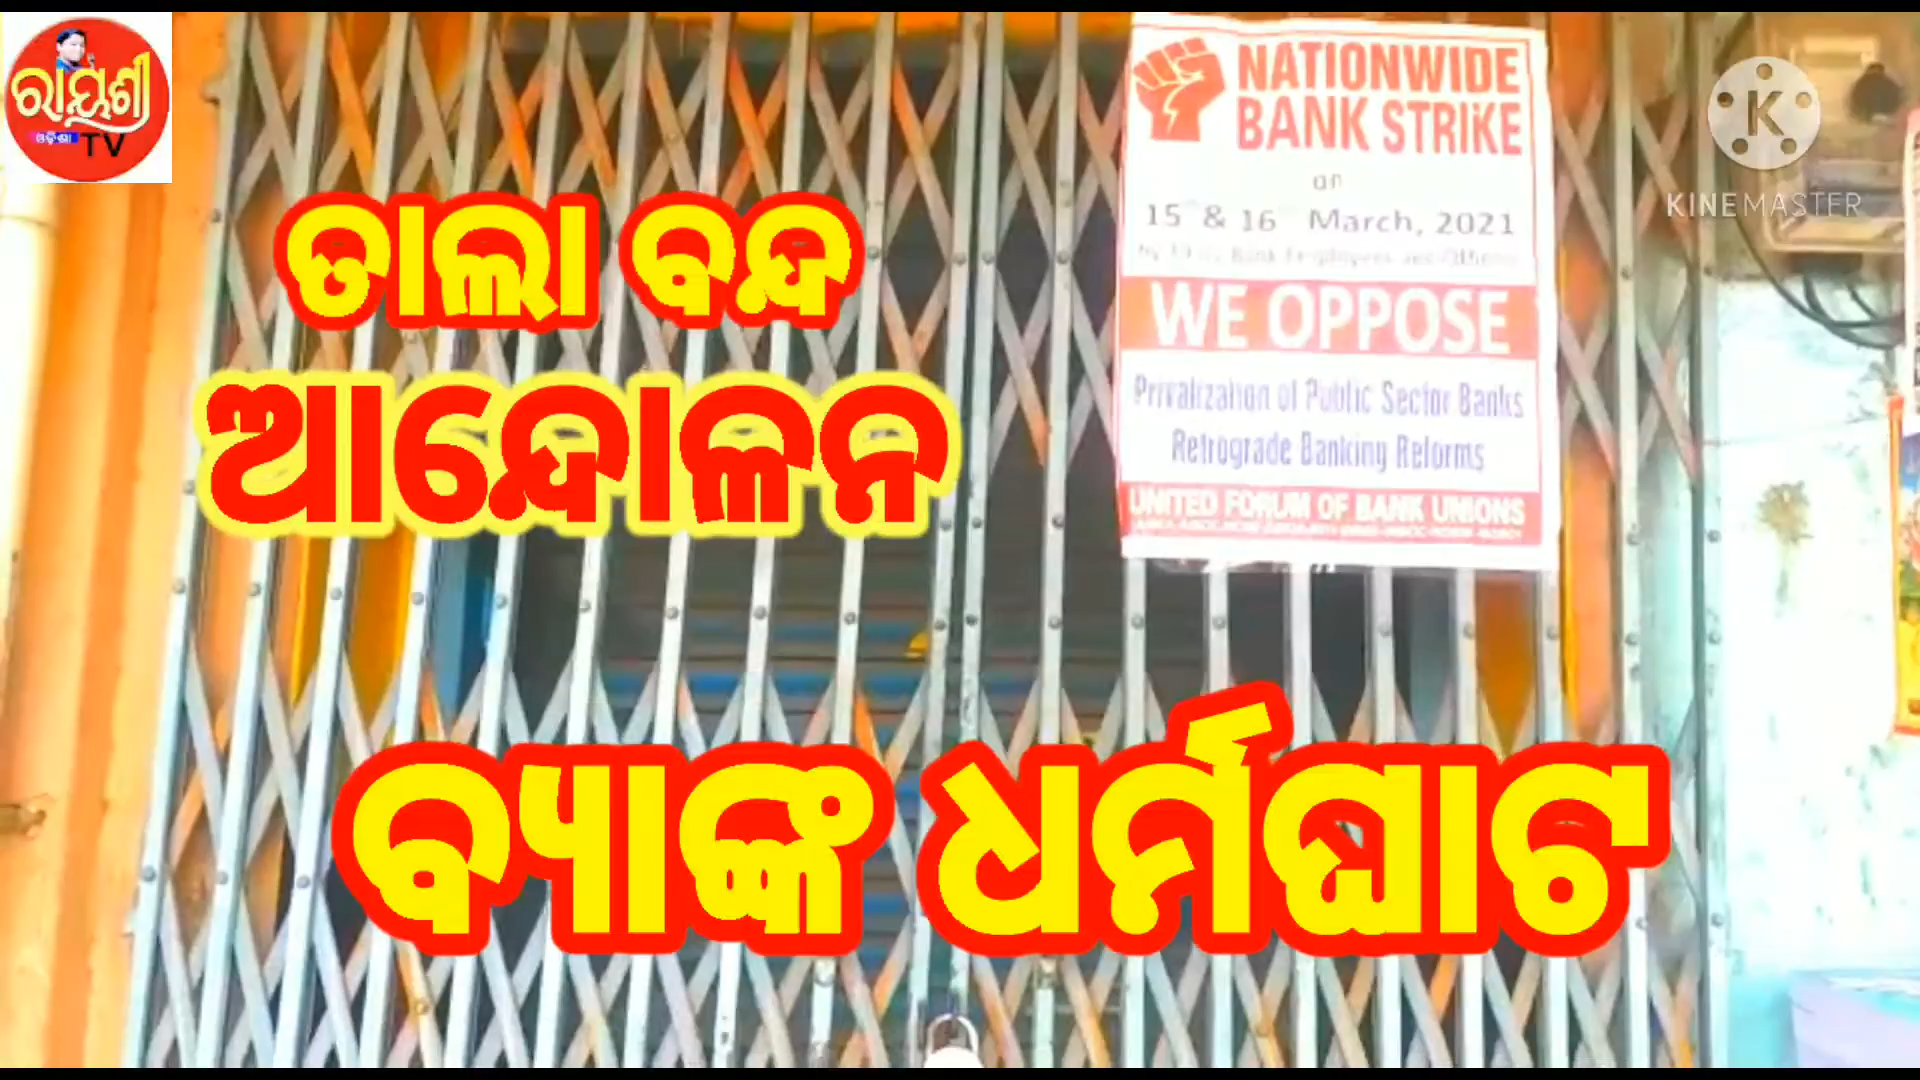 ରାୟଶ୍ରୀ
ଓଡ଼ିଶା TV
NATIONWIDE
BANK STRIKE
on
15 & 16 March, 2021
WE OPPOSE
Privatization of Public Sector Banks
Retrograde Banking Reforms
UNITED FORUM OF BANK UNIONS
K
KINEMASTER
ତାଲା ବନ୍ଦ
ଆନ୍ଦୋଳନ
ବ୍ୟାଙ୍କ ଧର୍ମଘାଟ